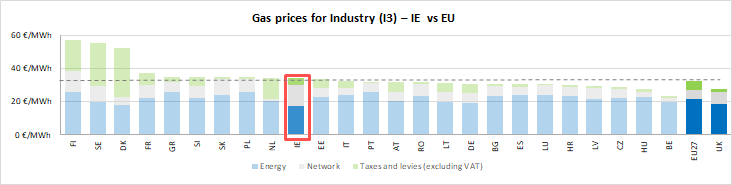 Gas prices for Industry (I3) – IE vs EU
60 €/MWh
40 €/MWh
20 €/MWh
0 €/MWh
FI SE DK FR GR SI SK PL NL IE EE IT PT AT RO LT DE BG ES LU HR LV CZ HU BE EU27 UK
Energy Network Taxes and levies (excluding VAT)